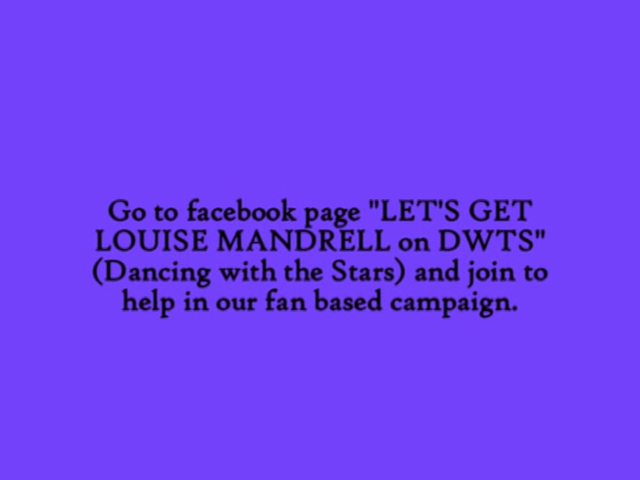 Go to facebook page "LET'S GET
LOUISE MANDRELL on DWTS"
(Dancing with the Stars) and join to
help in our fan based campaign.